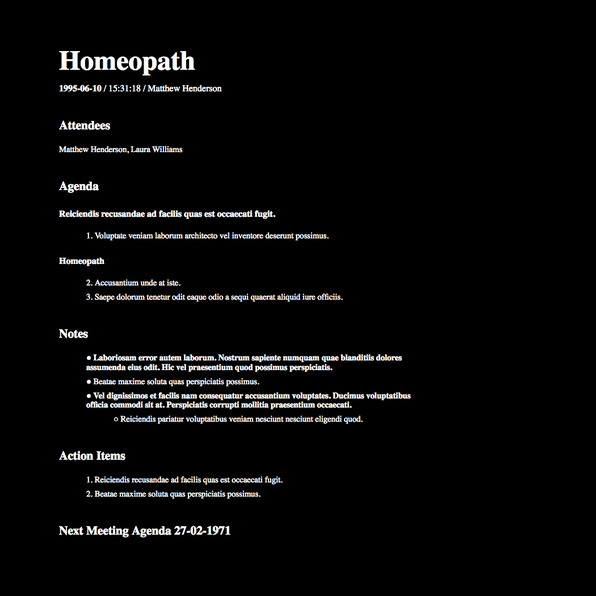 Homeopath
1995-06-10 / 15:31:18 / Matthew Henderson
Attendees
Matthew Henderson, Laura Williams
Agenda
Reiciendis recusandae ad facilis quas est occaecati fugit.
1. Voluptate veniam laborum architecto vel inventore deserunt possimus.
Homeopath
2. Accusantium unde at iste.
3. Saepe dolorum tenetur odit eaque odio a sequi quaerat aliquid iure officiis.
Notes
● Laboriosam error autem laborum. Nostrum sapiente numquam quae blanditiis dolores
assumenda eius odit. Hic vel praesentium quod possimus perspiciatis.
● Beatae maxime soluta quas perspiciatis possimus.
● Vel dignissimos et facilis nam consequatur accusantium voluptates. Ducimus voluptatibus
officia commodi sit at. Perspiciatis corrupti mollitia praesentium occaecati.
○ Reiciendis pariatur voluptatibus veniam nesciunt nesciunt eligendi quod.
Action Items
1. Reiciendis recusandae ad facilis quas est occaecati fugit.
2. Beatae maxime soluta quas perspiciatis possimus.
Next Meeting Agenda 27-02-1971